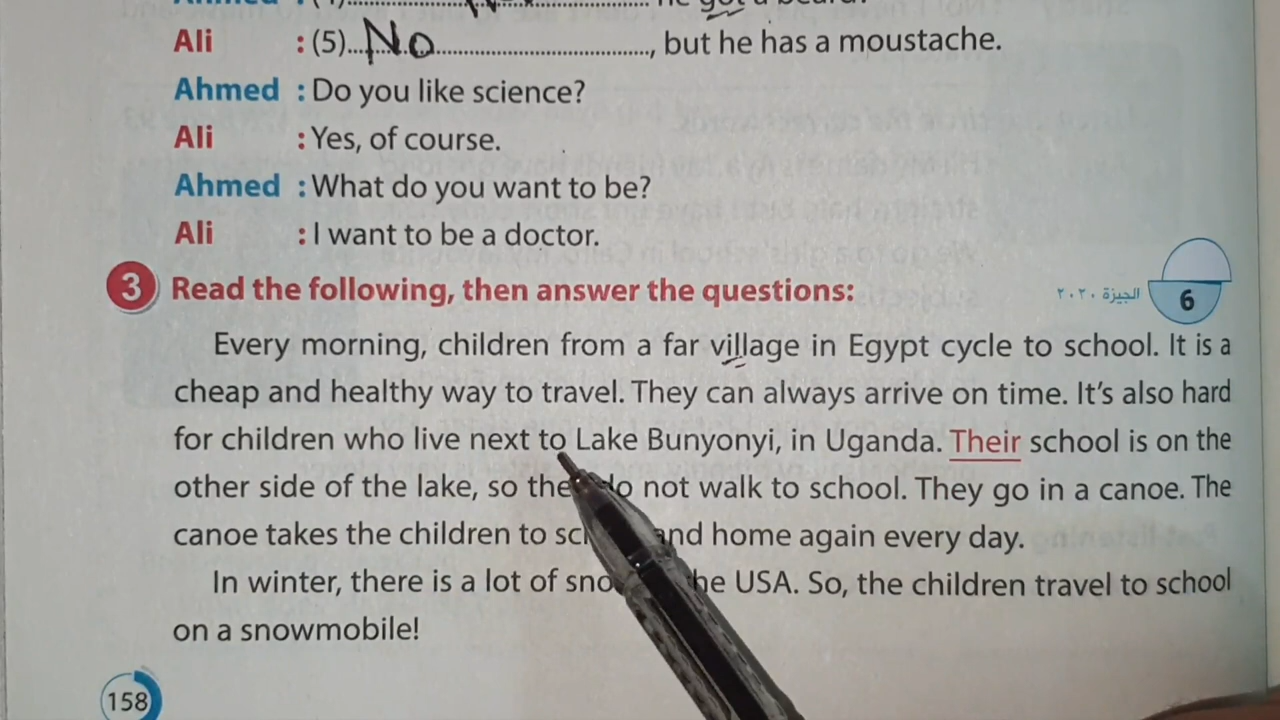 he got a beard?
Ali : (5)....No...., but he has a moustache.
Ahmed : Do you like science?
Ali : Yes, of course.
Ahmed : What do you want to be?
Ali : I want to be a doctor.
3 Read the following, then answer the questions:
الجيزة ٢٠٢٠
6
Every morning, children from a far village in Egypt cycle to school. It is a
cheap and healthy way to travel. They can always arrive on time. It's also hard
for children who live next to Lake Bunyonyi, in Uganda. Their school is on the
other side of the lake, so do not walk to school. They go in a canoe. The
canoe takes the children to and home again every day.
In winter, there is a lot of USA. So, the children travel to school
on a snowmobile!
158